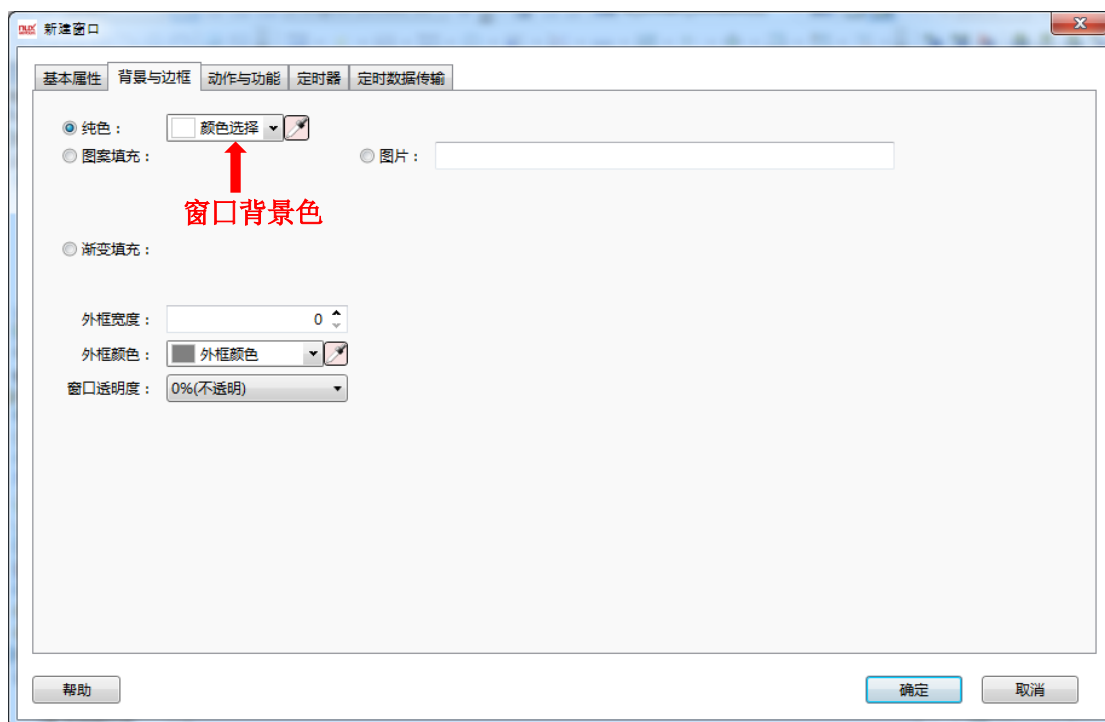 新建窗口
基本属性 背景与边框 动作与功能 定时器 定时数据传输
纯色： 颜色选择
图案填充： 图片：
窗口背景色
渐变填充：
外框宽度： 0
外框颜色： 外框颜色
窗口透明度： 0%(不透明)
帮助 确定 取消